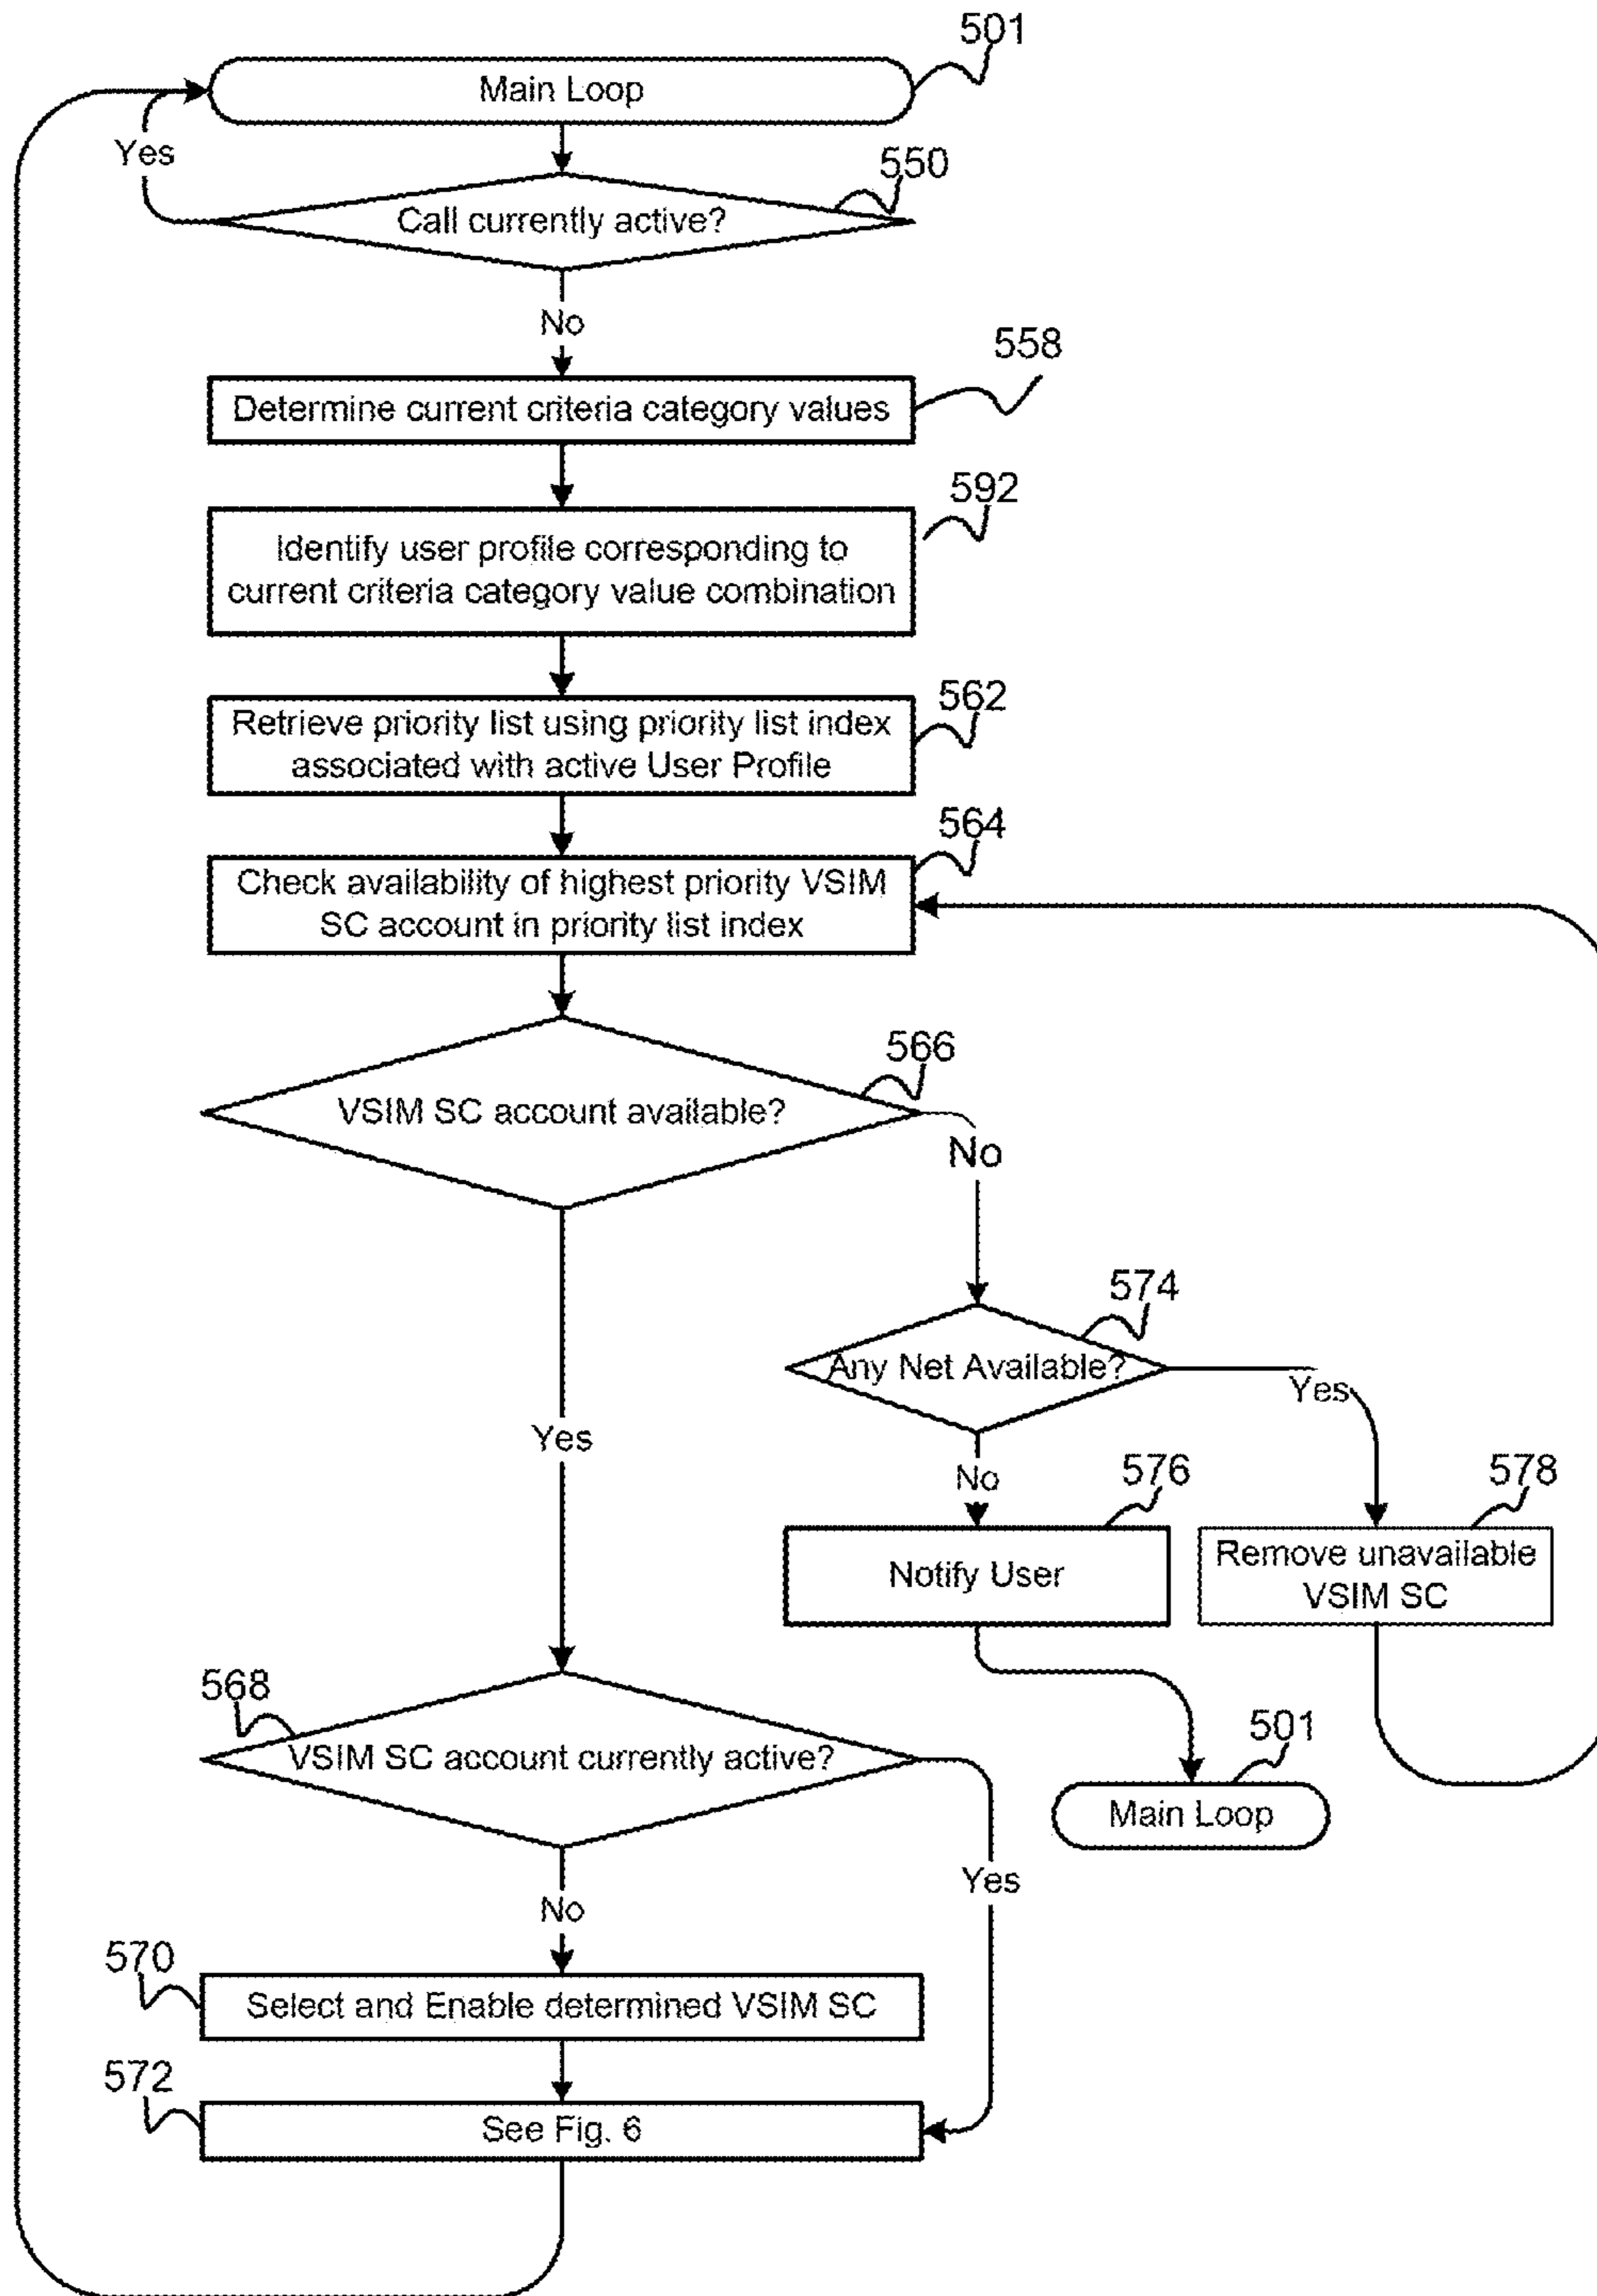 501
Main Loop
Yes
550
Call currently active?
No
558
Determine current criteria category values
592
Identify user profile corresponding to
current criteria category value combination
562
Retrieve priority list using priority list index
associated with active User Profile
564
Check availability of highest priority VSIM
SC account in priority list index
566
VSIM SC account available?
No
574
Any Net Available?
Yes
Yes
No
576
578
Notify User
Remove unavailable
VSIM SC
568
VSIM SC account currently active?
501
Main Loop
Yes
No
570
Select and Enable determined VSIM SC
572
See Fig. 6